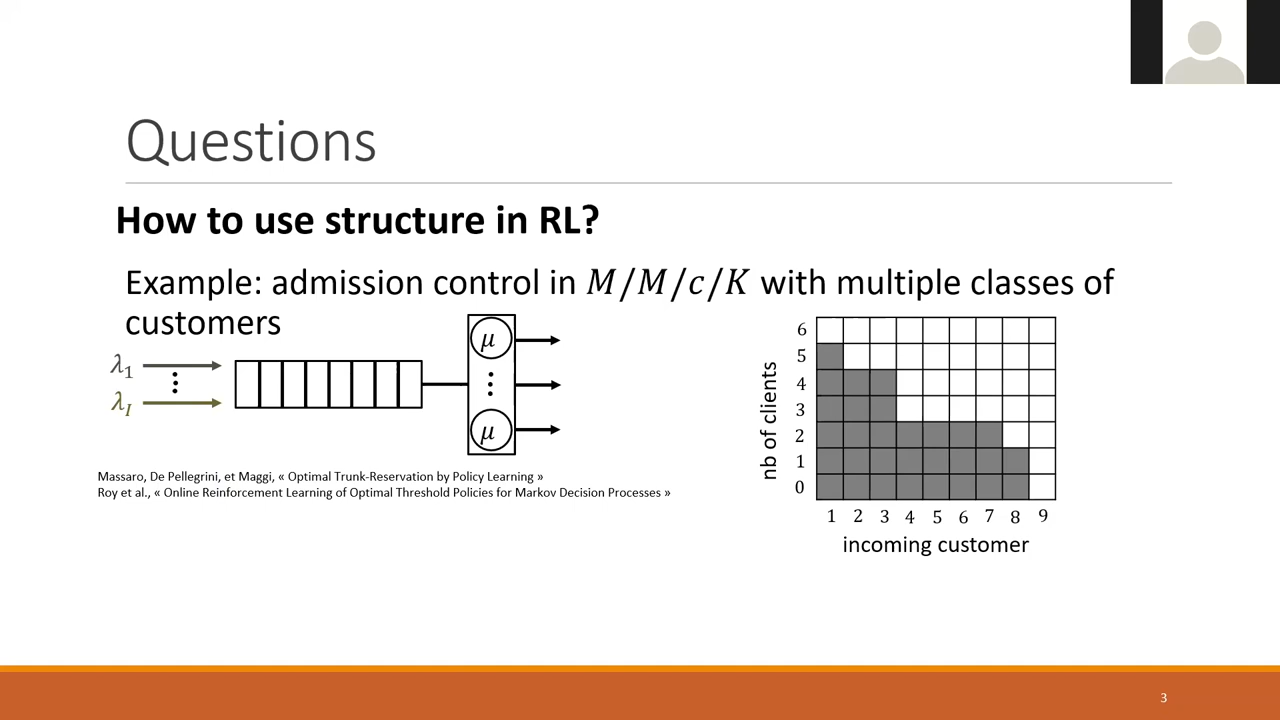 Questions
How to use structure in RL?
Example: admission control in M/M/c/K with multiple classes of
customers
λ1
⋮
λI
μ
⋮
μ
Massaro, De Pellegrini, et Maggi, « Optimal Trunk-Reservation by Policy Learning »
Roy et al., « Online Reinforcement Learning of Optimal Threshold Policies for Markov Decision Processes »
nb of clients
6
5
4
3
2
1
0
1 2 3 4 5 6 7 8 9
incoming customer
3